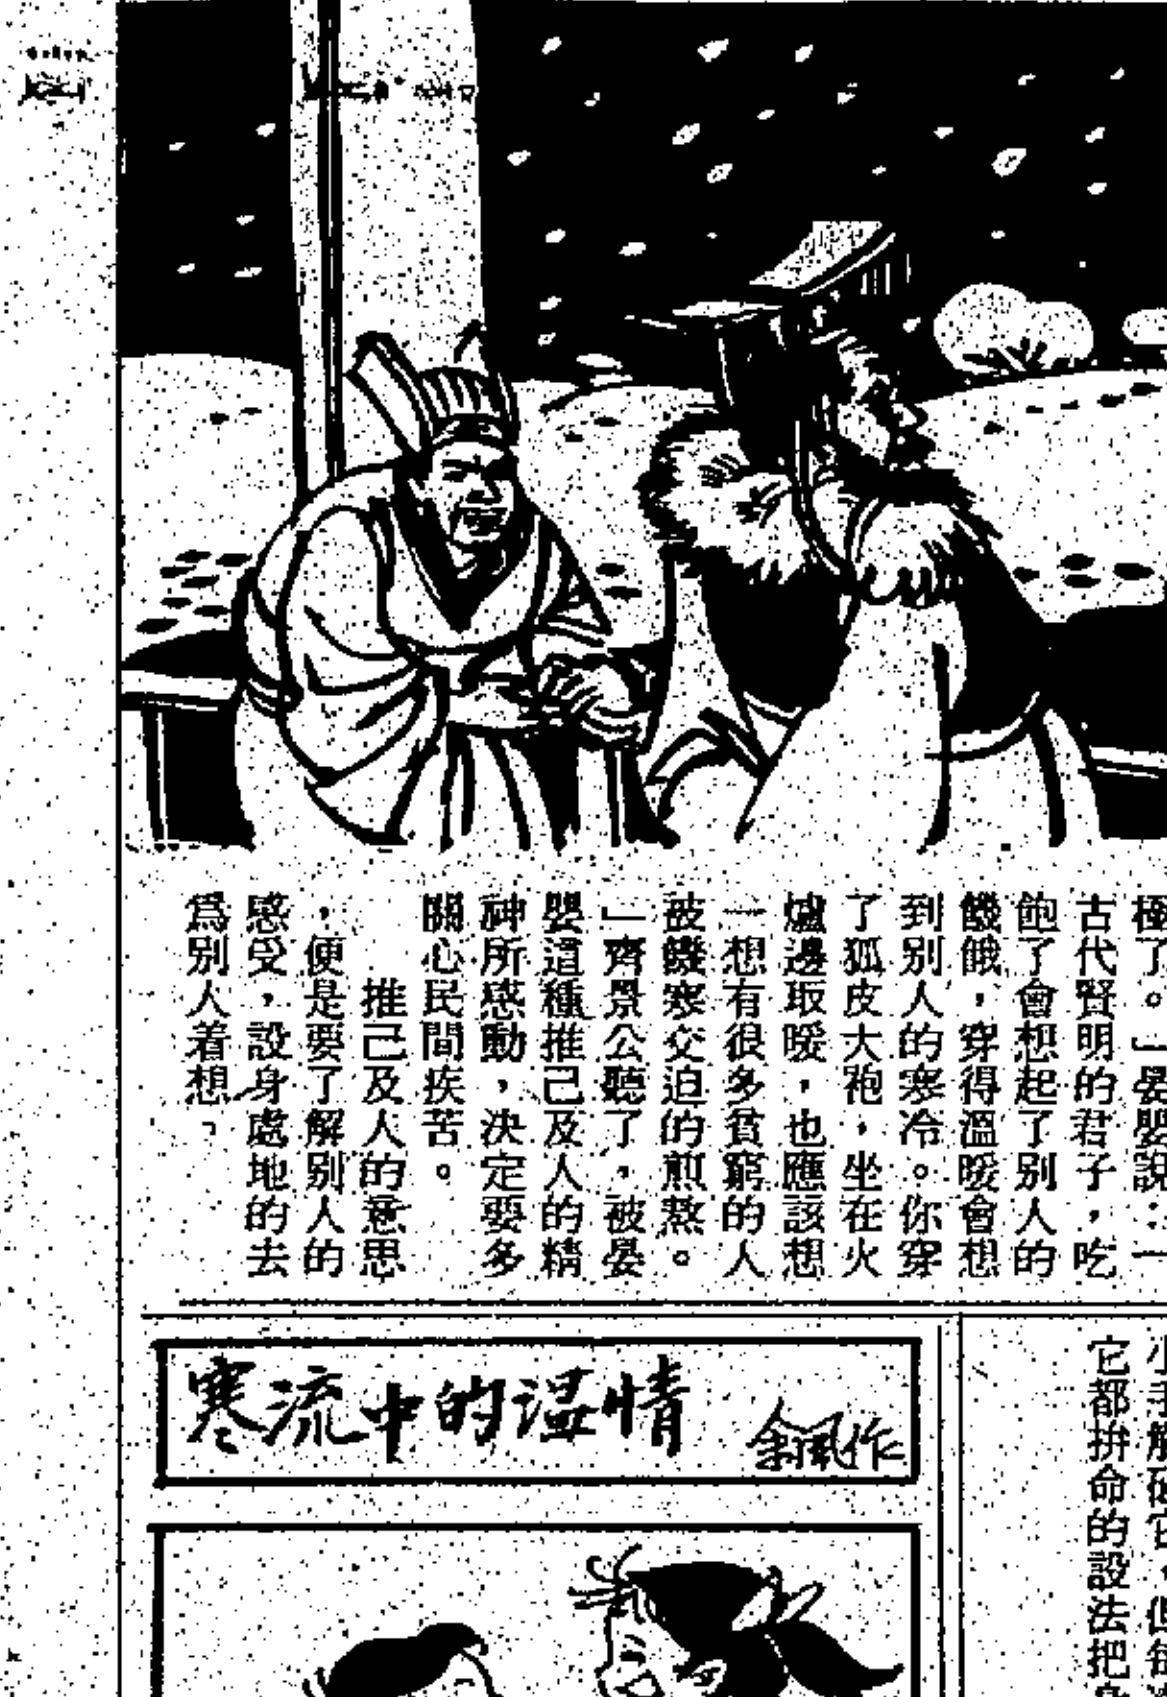 極了。」晏嬰說：「
古代賢明的君子，吃
飽了會想起了別人的
饑餓，穿得溫暖會想
到別人的寒冷。你穿
了狐皮大袍，坐在火
爐邊取暖，也應該想
一想有很多貧窮的人
被饑寒交迫的煎熬。
」齊景公聽了，被晏
嬰這種推己及人的精
神所感動，決定要多
關心民間疾苦。
推己及人的意思
，便是要了解別人的
感受，設身處地的去
爲別人着想。
寒流中的溫情
作
它都拚命的設法把